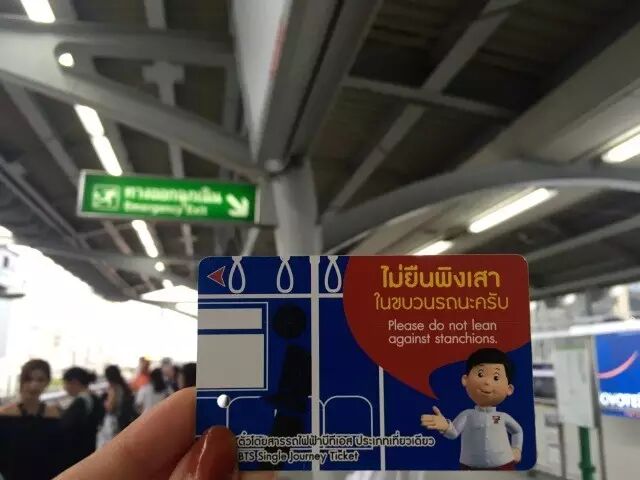 ทางออกฉุกเฉิน
Emergency Exit
ไม่ยืนพิงเสา
ในขบวนรถนะครับ
Please do not lean
against stanchions.
ตั๋วโดยสารรถไฟฟ้าบีทีเอส ประเภทเที่ยวเดียว
BTS Single Journey Ticket